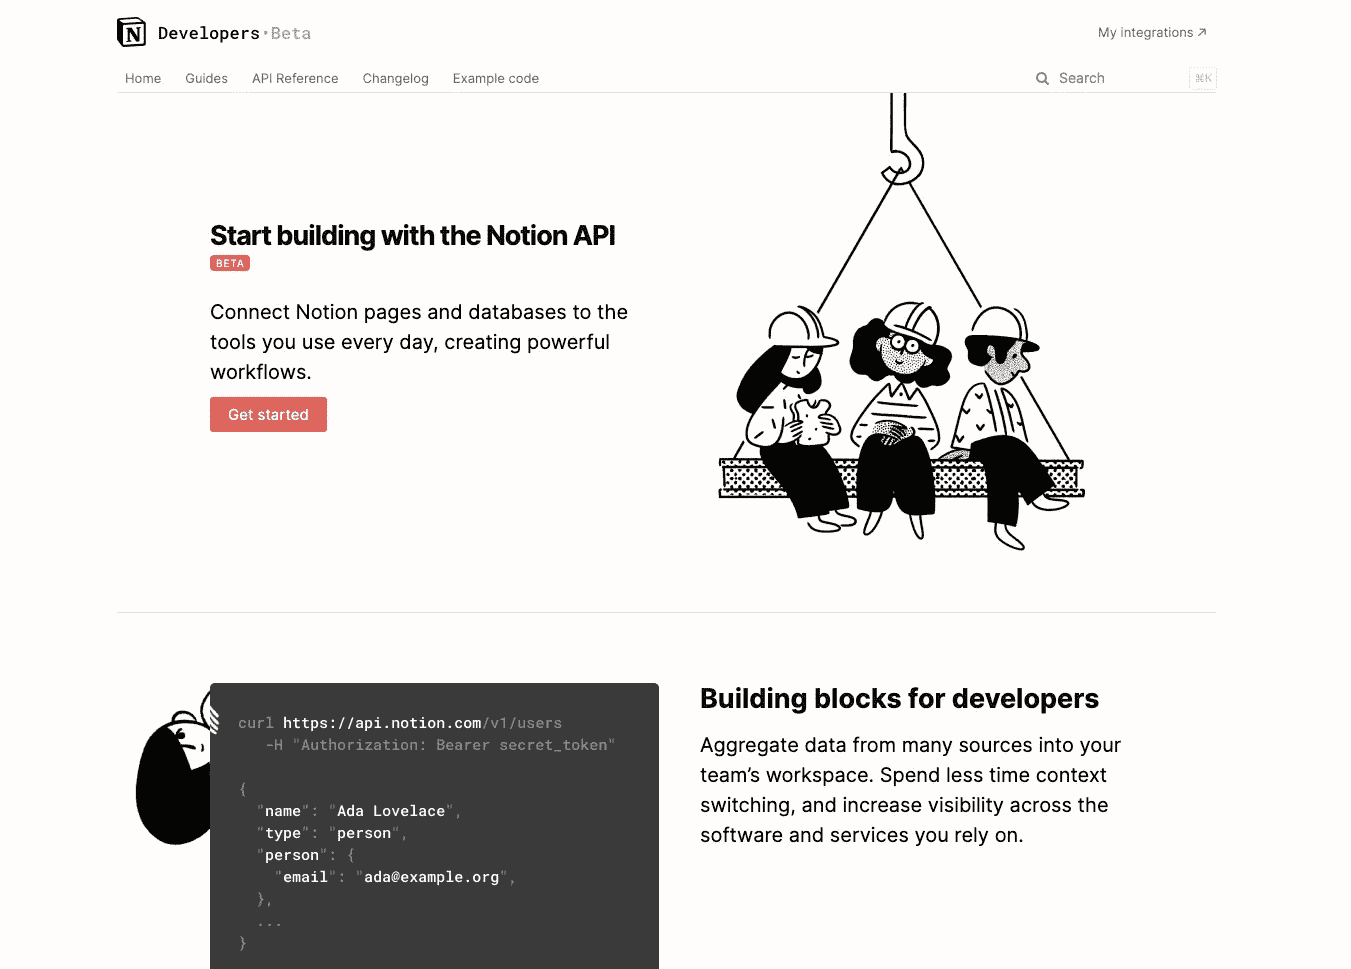 N Developers·Beta
My integrations ↗
Home Guides API Reference Changelog Example code
Search ⌘K
Start building with the Notion API
BETA
Connect Notion pages and databases to the
tools you use every day, creating powerful
workflows.
Get started
curl https://api.notion.com/v1/users
-H "Authorization: Bearer secret_token"
{
"name": "Ada Lovelace",
"type": "person",
"person": {
"email": "ada@example.org",
},
...
}
Building blocks for developers
Aggregate data from many sources into your
team’s workspace. Spend less time context
switching, and increase visibility across the
software and services you rely on.